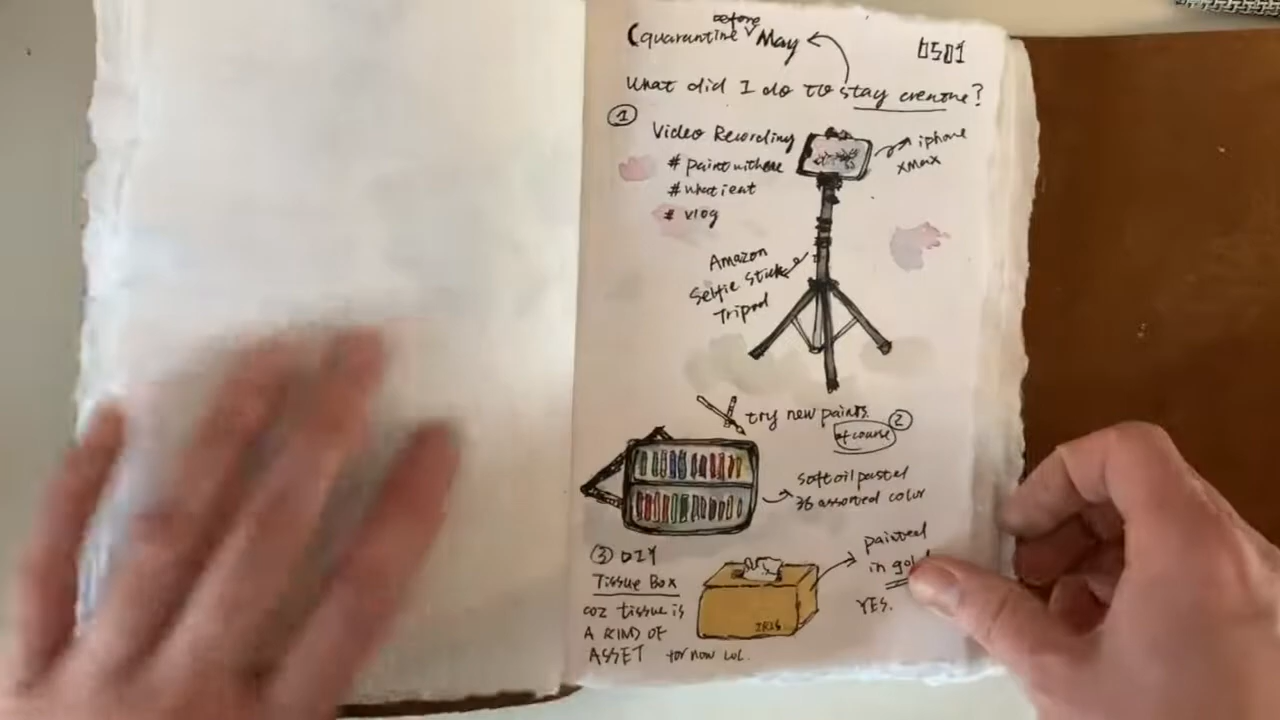 before
(quarantine ˅ May
0501
What did I do to stay creative?
①
Video Recording
# paintwithme
# whatieat
# vlog
iphone
xmax
Amazon
Selfie Stick
Tripod
try new paints.
of course
②
soft oil pastel
36 assorted color
③ DIY
Tissue Box
coz tissue is
A KIND OF
ASSET for now LOL.
painted
in gold
YES.
IRIS